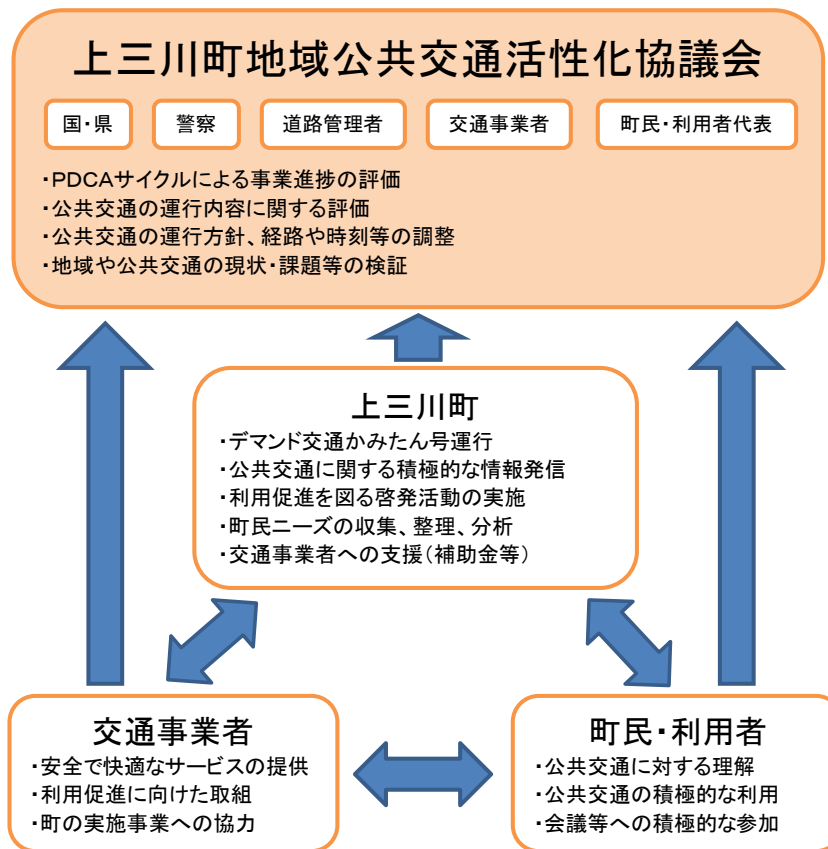 上三川町地域公共交通活性化協議会
国・県
警察
道路管理者
交通事業者
町民・利用者代表
・PDCAサイクルによる事業進捗の評価
・公共交通の運行内容に関する評価
・公共交通の運行方針、経路や時刻等の調整
・地域や公共交通の現状・課題等の検証
上三川町
・デマンド交通かみたん号運行
・公共交通に関する積極的な情報発信
・利用促進を図る啓発活動の実施
・町民ニーズの収集、整理、分析
・交通事業者への支援（補助金等）
交通事業者
・安全で快適なサービスの提供
・利用促進に向けた取組
・町の実施事業への協力
町民・利用者
・公共交通に対する理解
・公共交通の積極的な利用
・会議等への積極的な参加